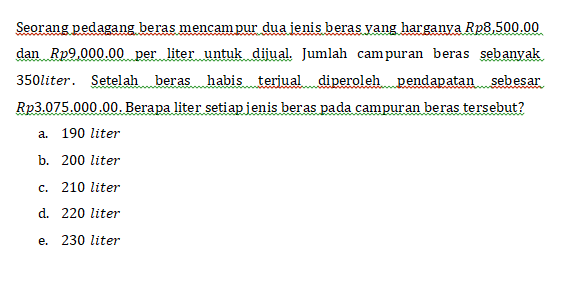 Seorang pedagang beras mencampur dua jenis beras yang harganya Rp8,500.00
dan Rp9,000.00 per liter untuk dijual. Jumlah campuran beras sebanyak
350liter. Setelah beras habis terjual diperoleh pendapatan sebesar
Rp3.075.000.00. Berapa liter setiap jenis beras pada campuran beras tersebut?
a. 190 liter
b. 200 liter
c. 210 liter
d. 220 liter
e. 230 liter